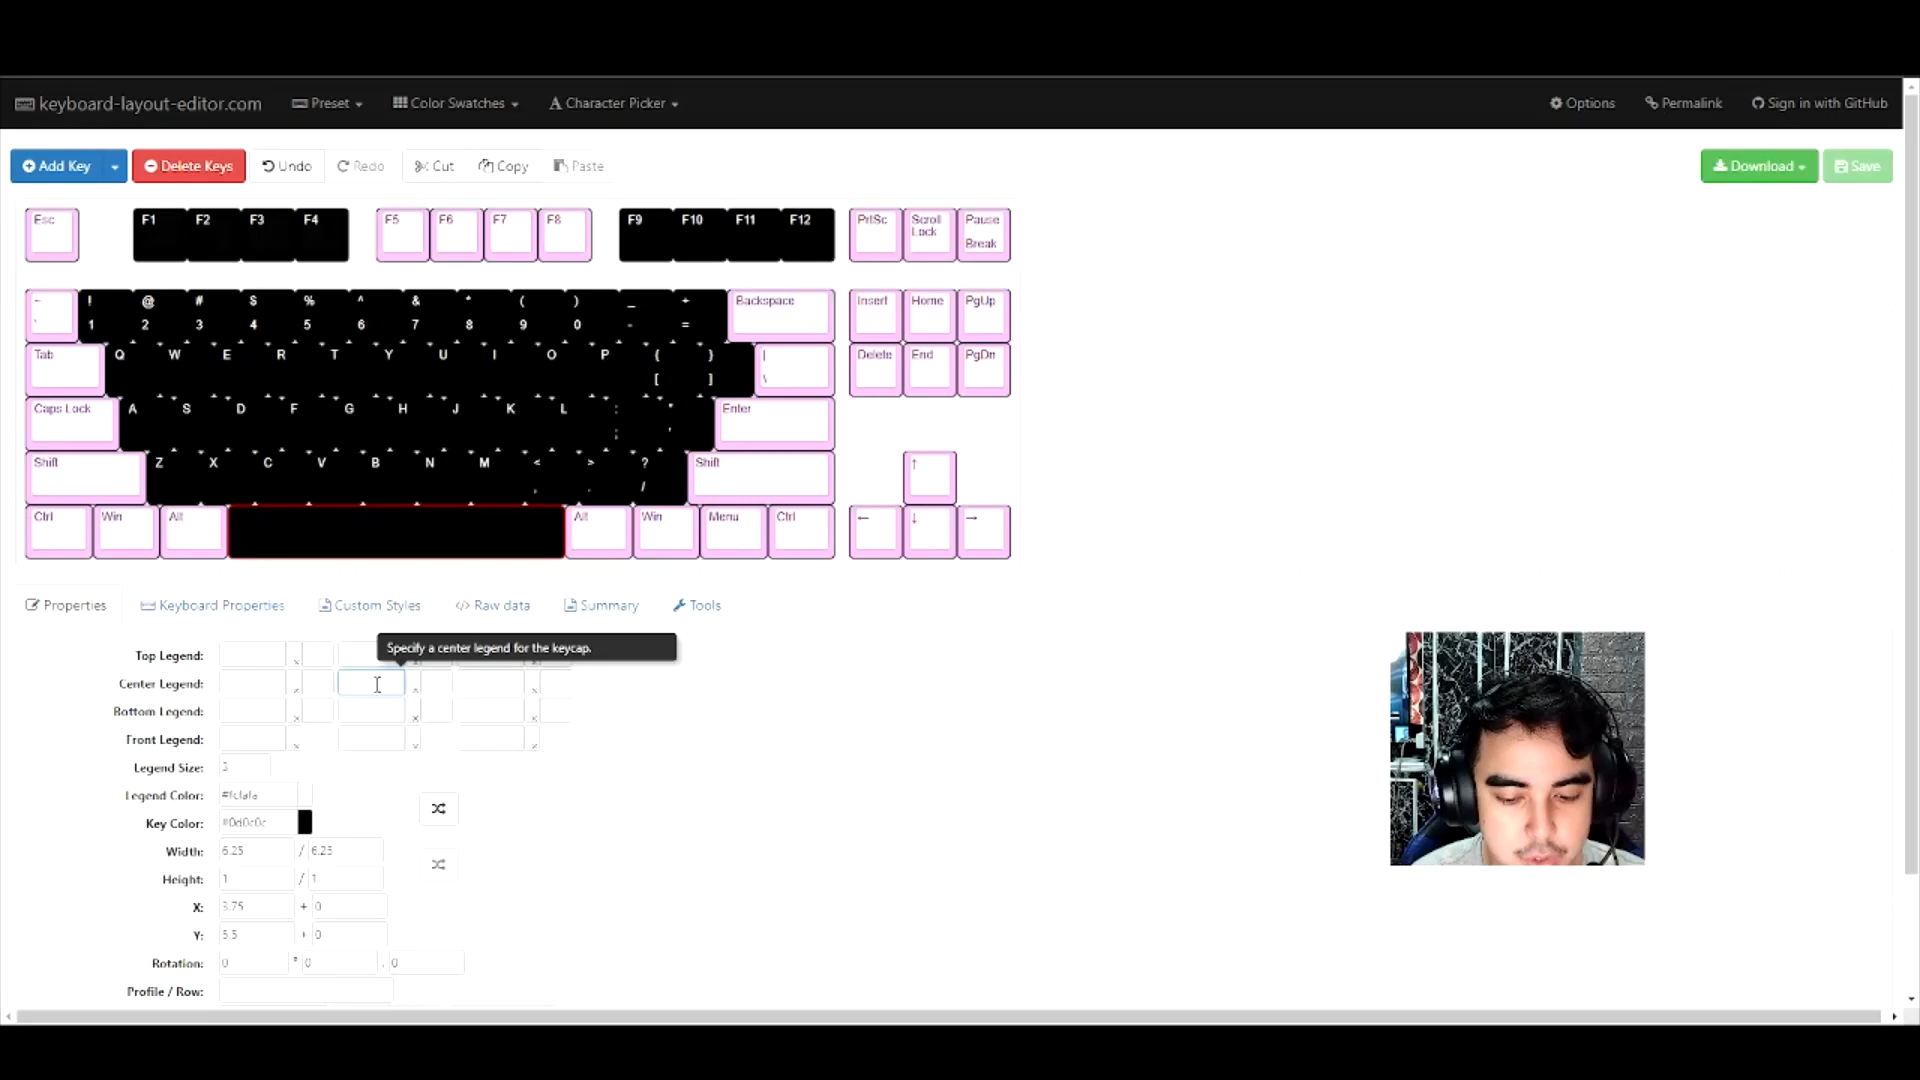 keyboard-layout-editor.com Preset Color Swatches Character Picker Options Permalink Sign in with GitHub
Add Key Delete Keys Undo Redo Cut Copy Paste Download Save
Esc F1 F2 F3 F4 F5 F6 F7 F8 F9 F10 F11 F12 PrtSc Scroll Lock Pause Break
! @ # $ % ^ & * ( ) _ + Backspace Insert Home PgUp
1 2 3 4 5 6 7 8 9 0 - =
Tab Q W E R T Y U I O P { } | Delete End PgDn
[ ] \
Caps Lock A S D F G H J K L : " Enter
; '
Shift Z X C V B N M < > ? Shift ↑
, . /
Ctrl Win Alt Alt Win Menu Ctrl ← ↓ →
Properties Keyboard Properties Custom Styles </> Raw data Summary Tools
Specify a center legend for the keycap.
Top Legend:
Center Legend:
Bottom Legend:
Front Legend:
Legend Size: 3
Legend Color: #fcfafa
Key Color: #0d0c0c
Width: 6.25 / 6.25
Height: 1 / 1
X: 3.75 + 0
Y: 5.5 + 0
Rotation: 0 ° 0 , 0
Profile / Row: